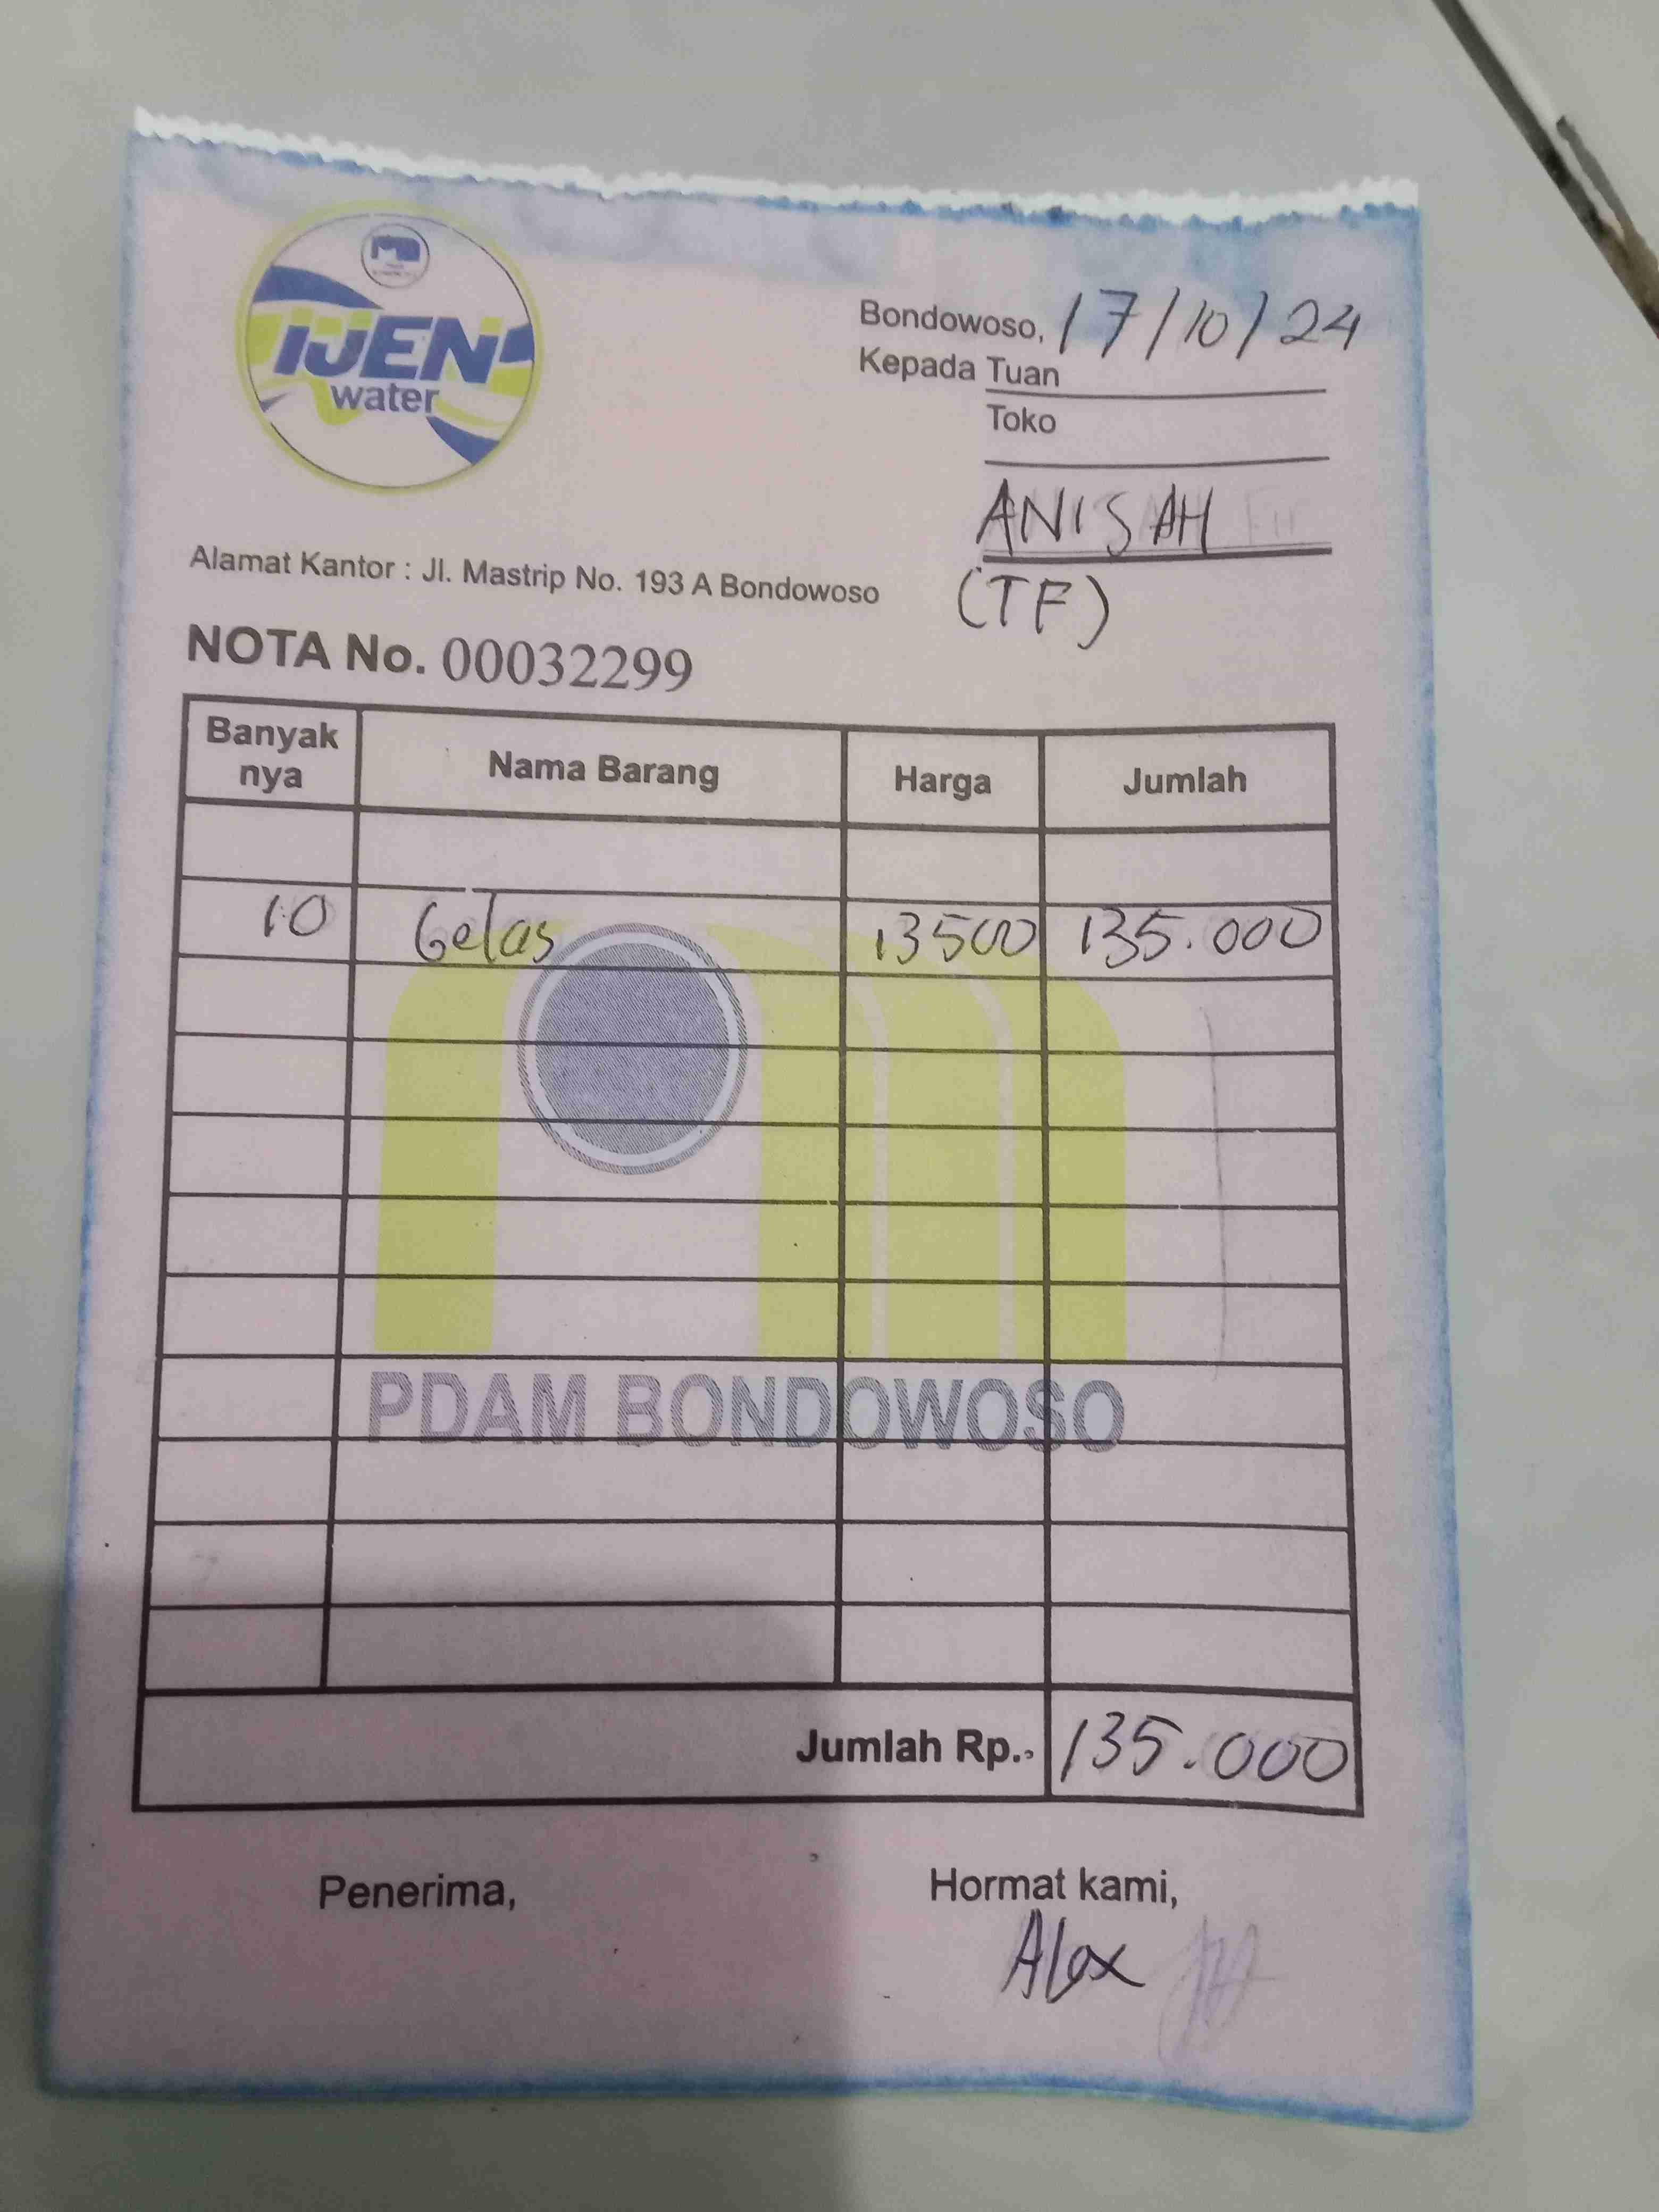 IJEN
water
Bondowoso, 17/10/24
Kepada Tuan
Toko
ANISAH
(TF)
Alamat Kantor : Jl. Mastrip No. 193 A Bondowoso
NOTA No. 00032299
Banyak nya Nama Barang Harga Jumlah
10 Gelas 13500 135.000
PDAM BONDOWOSO
Jumlah Rp. 135.000
Penerima, Hormat kami,
Alex